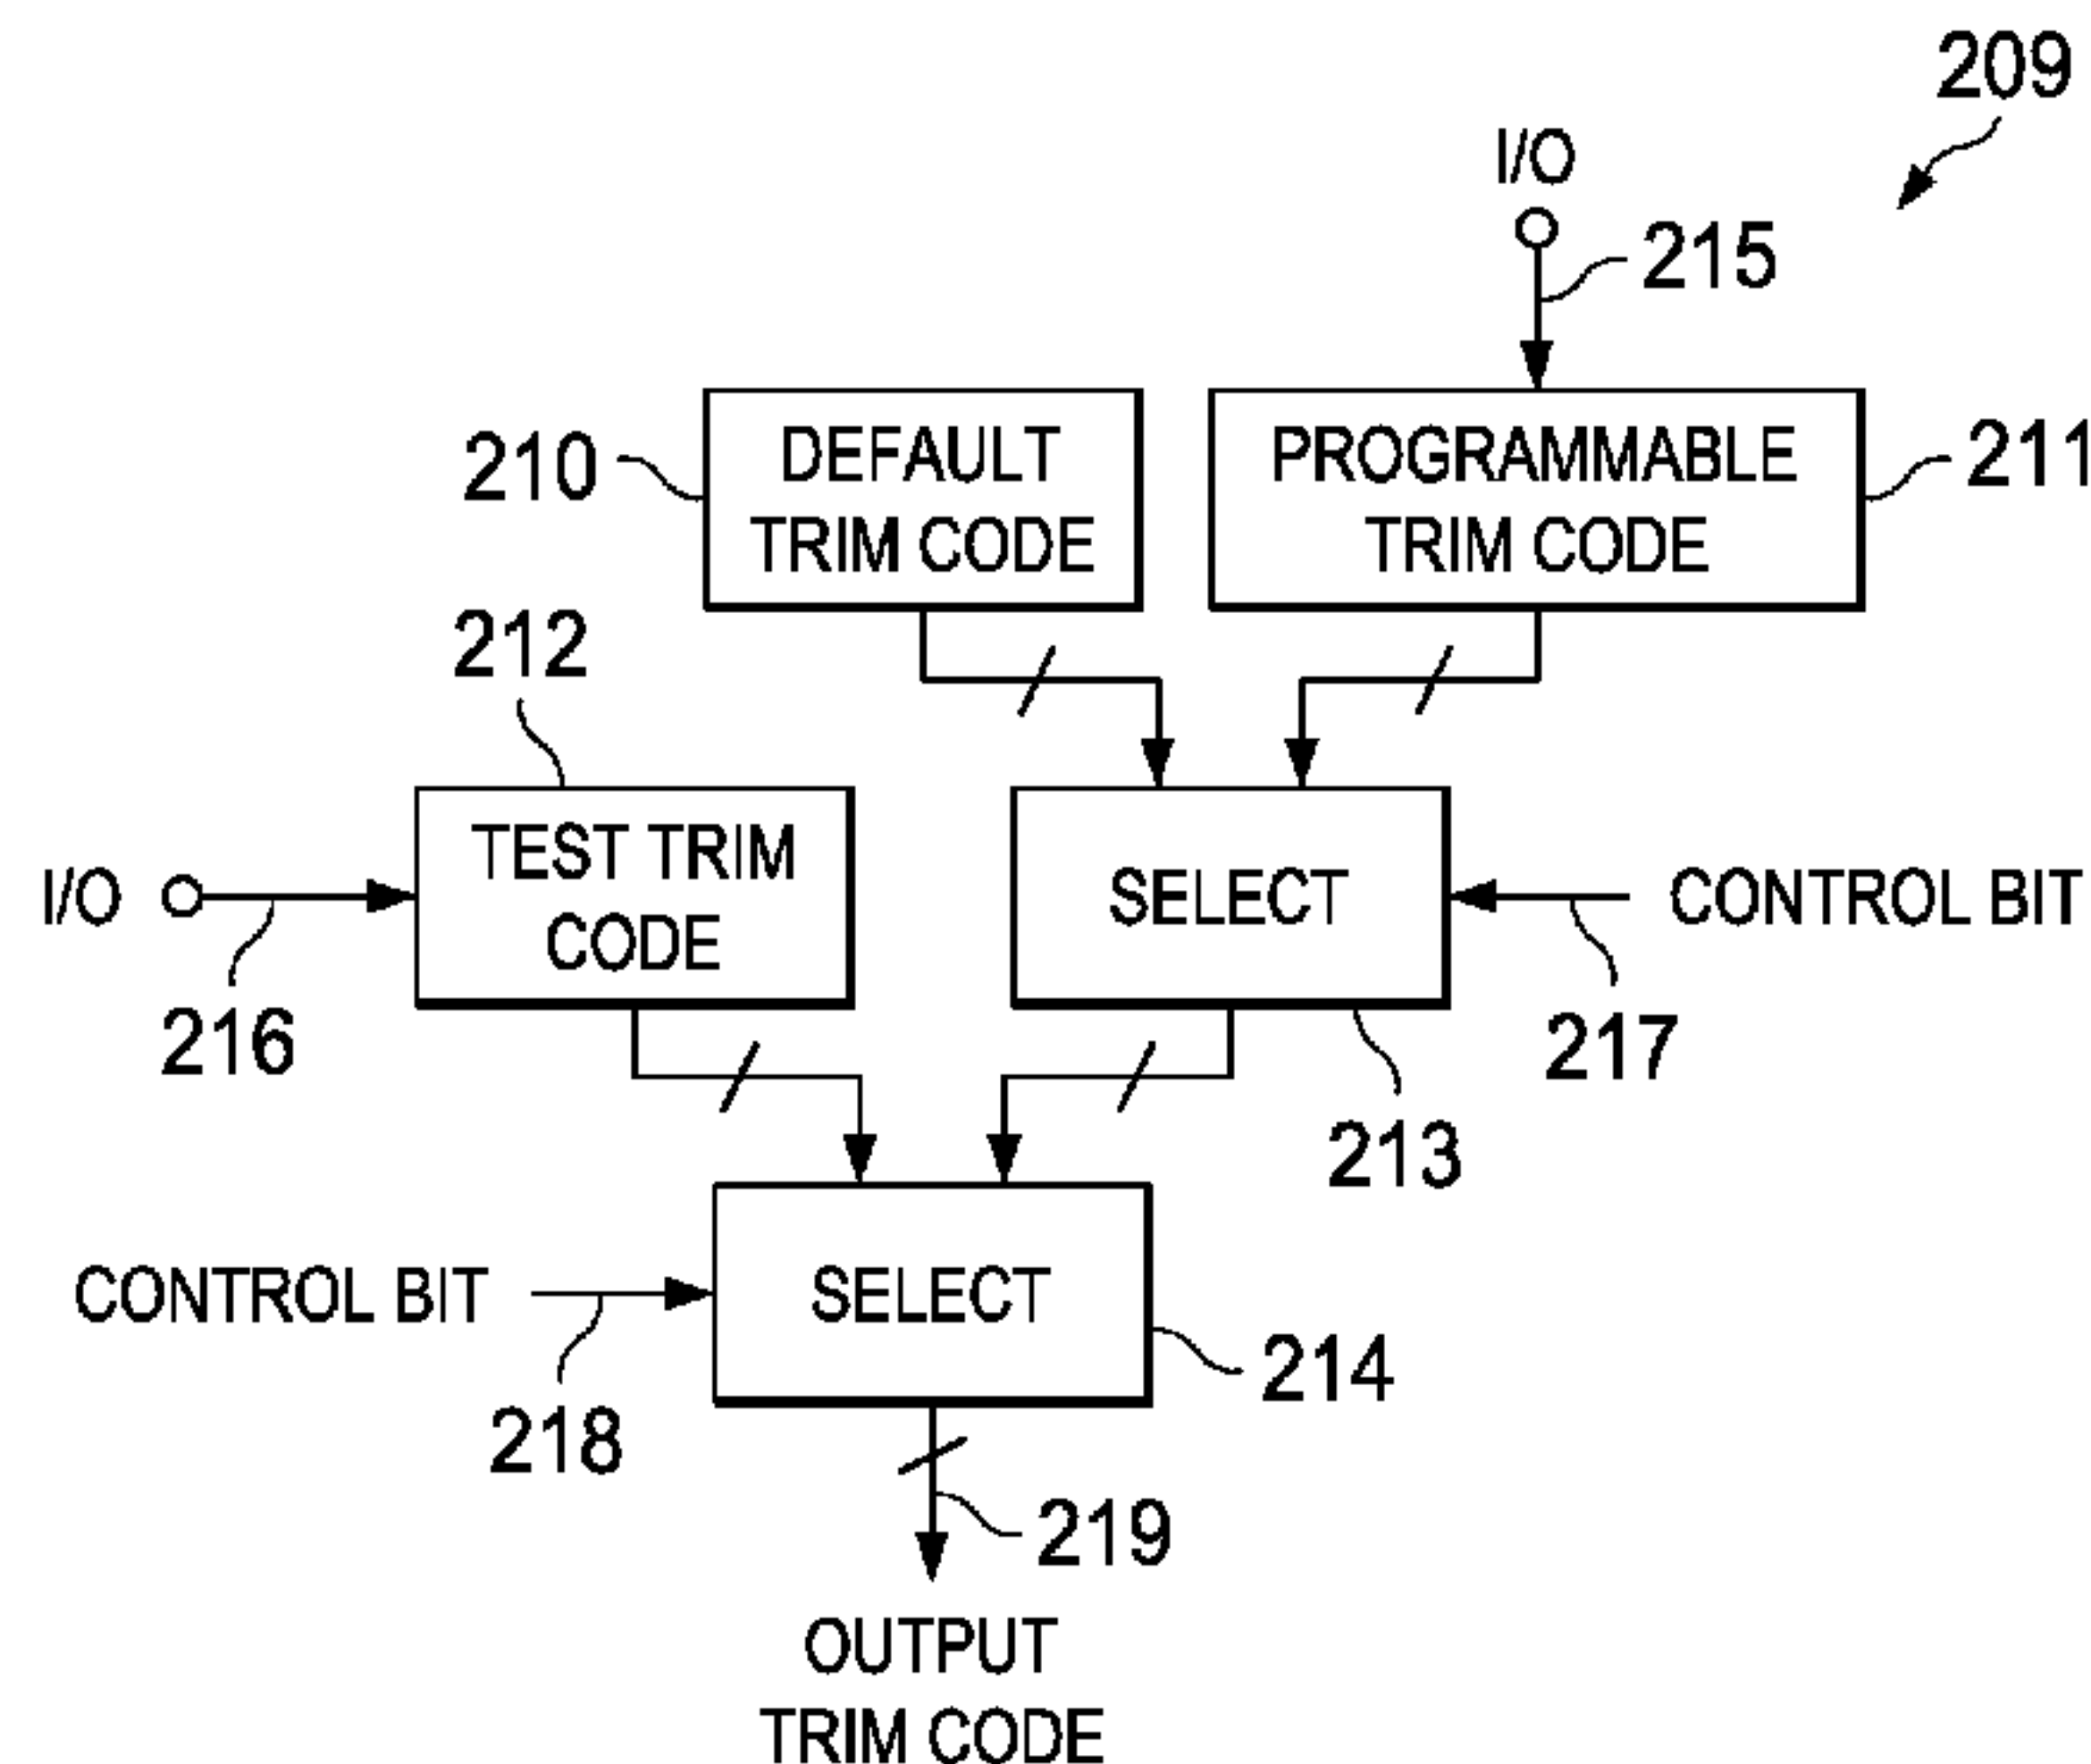 209
I/O
215
DEFAULT
TRIM CODE
210
PROGRAMMABLE
TRIM CODE
211
212
TEST TRIM
CODE
I/O
216
SELECT
CONTROL BIT
217
213
CONTROL BIT
218
SELECT
214
219
OUTPUT
TRIM CODE